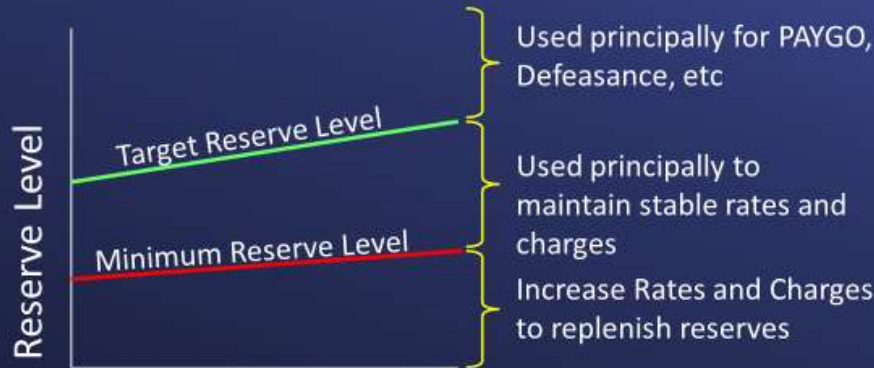 Used principally for PAYGO,
Defeasance, etc
Target Reserve Level
Used principally to
maintain stable rates and
charges
Minimum Reserve Level
Increase Rates and Charges
to replenish reserves
Reserve Level